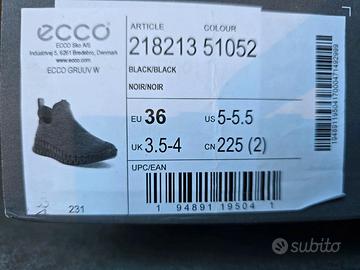 ecco
ECCO Sko A/S
Industrivej 5, 6261 Bredebro, Denmark
www.ecco.com
ECCO GRUUV W
ARTICLE COLOUR
218213 51052
BLACK/BLACK
NOIR/NOIR
EU 36 US 5-5.5
UK 3.5-4 CN 225 (2)
UPC/EAN
1 94891 19504 1
231
subito